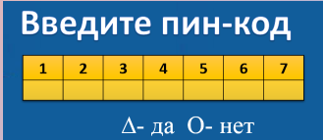 Введите пин-код
1 2 3 4 5 6 7
Δ- да О- нет